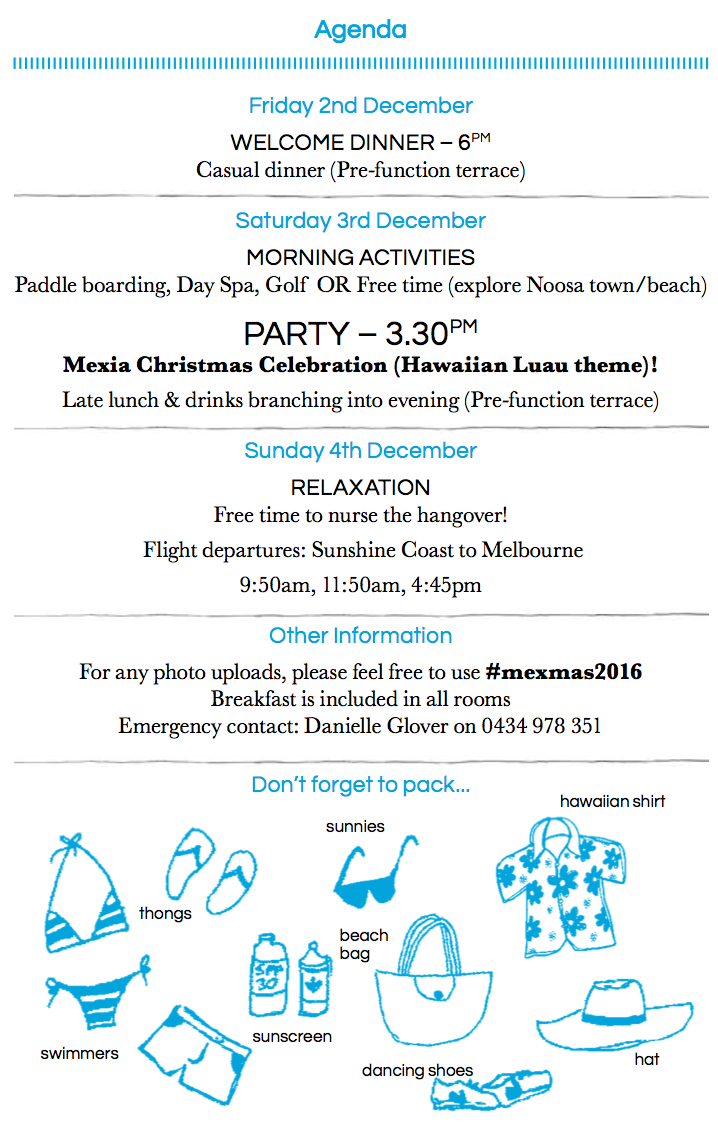 Agenda
Friday 2nd December
WELCOME DINNER – 6PM
Casual dinner (Pre-function terrace)
Saturday 3rd December
MORNING ACTIVITIES
Paddle boarding, Day Spa, Golf OR Free time (explore Noosa town/beach)
PARTY – 3.30PM
Mexia Christmas Celebration (Hawaiian Luau theme)!
Late lunch & drinks branching into evening (Pre-function terrace)
Sunday 4th December
RELAXATION
Free time to nurse the hangover!
Flight departures: Sunshine Coast to Melbourne
9:50am, 11:50am, 4:45pm
Other Information
For any photo uploads, please feel free to use #mexmas2016
Breakfast is included in all rooms
Emergency contact: Danielle Glover on 0434 978 351
Don’t forget to pack...
hawaiian shirt
sunnies
thongs
beach
bag
SPF
30
sunscreen
swimmers
hat
dancing shoes